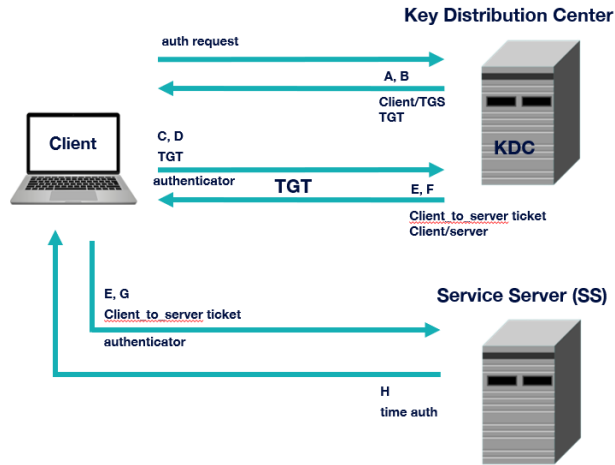 Key Distribution Center
auth request
A, B
Client/TGS
TGT
Client
C, D
TGT
authenticator
TGT
KDC
E, F
Client_to_server ticket
Client/server
E, G
Client_to_server ticket
authenticator
Service Server (SS)
H
time auth